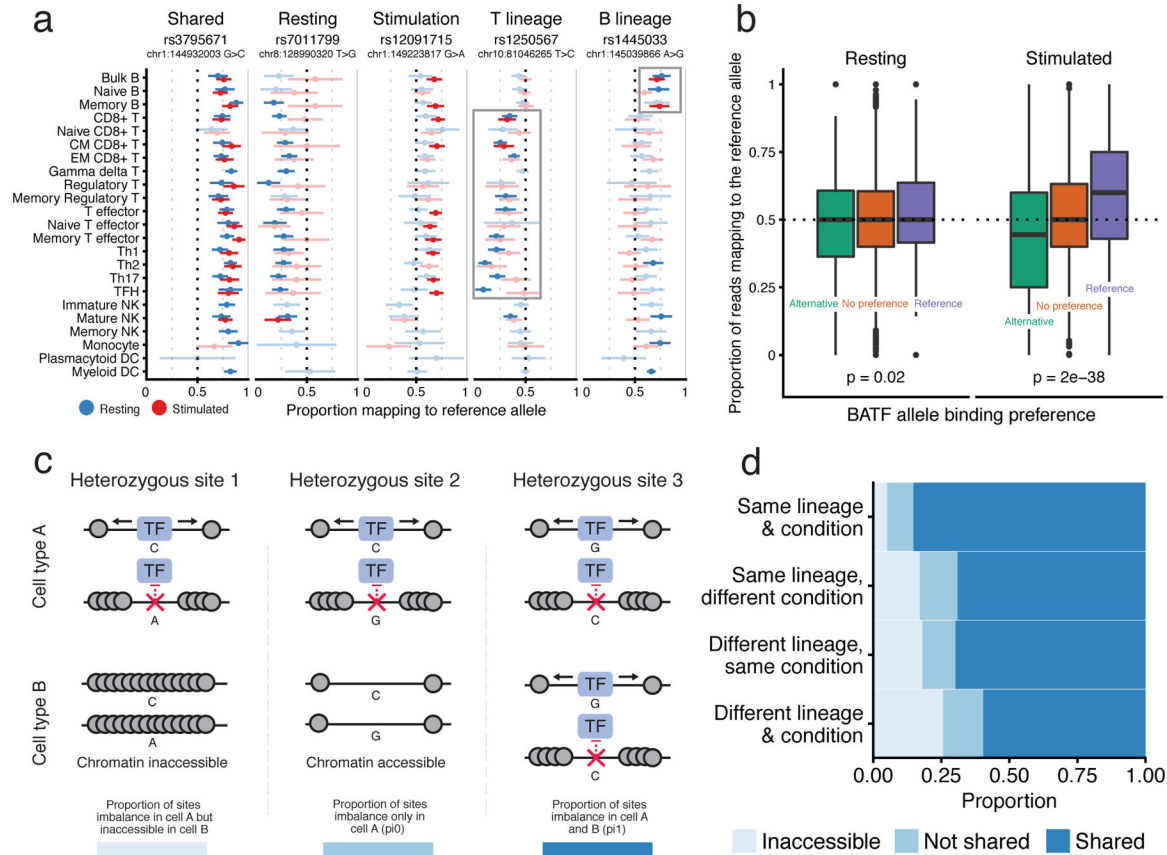 a
Shared
rs3795671
chr1:144932003 G>C
Resting
rs7011799
chr8:128990320 T>G
Stimulation
rs12091715
chr1:149223817 G>A
T lineage
rs1250567
chr10:81046265 T>C
B lineage
rs1445033
chr1:145039866 A>G
Bulk B
Naive B
Memory B
CD8+ T
Naive CD8+ T
CM CD8+ T
EM CD8+ T
Gamma delta T
Regulatory T
Memory Regulatory T
T effector
Naive T effector
Memory T effector
Th1
Th2
Th17
TFH
Immature NK
Mature NK
Memory NK
Monocyte
Plasmacytoid DC
Myeloid DC
0 0.5 1 0 0.5 1 0 0.5 1 0 0.5 1 0 0.5 1
Resting
Stimulated
Proportion mapping to reference allele
b
Resting
Stimulated
Proportion of reads mapping to the reference allele
1
0.75
0.5
0.25
0
Alternative
No preference
Reference
Alternative
No preference
Reference
p = 0.02
p = 2e−38
BATF allele binding preference
c
Heterozygous site 1
Heterozygous site 2
Heterozygous site 3
Cell type A
TF
C
TF
A
TF
C
TF
G
TF
G
TF
C
Cell type B
C
A
Chromatin inaccessible
C
G
Chromatin accessible
TF
G
TF
C
Proportion of sites
imbalance in cell A but
inaccessible in cell B
Proportion of sites
imbalance only in
cell A (pi0)
Proportion of sites
imbalance in cell A
and B (pi1)
d
Same lineage
& condition
Same lineage,
different condition
Different lineage,
same condition
Different lineage
& condition
0.00 0.25 0.50 0.75 1.00
Proportion
Inaccessible
Not shared
Shared